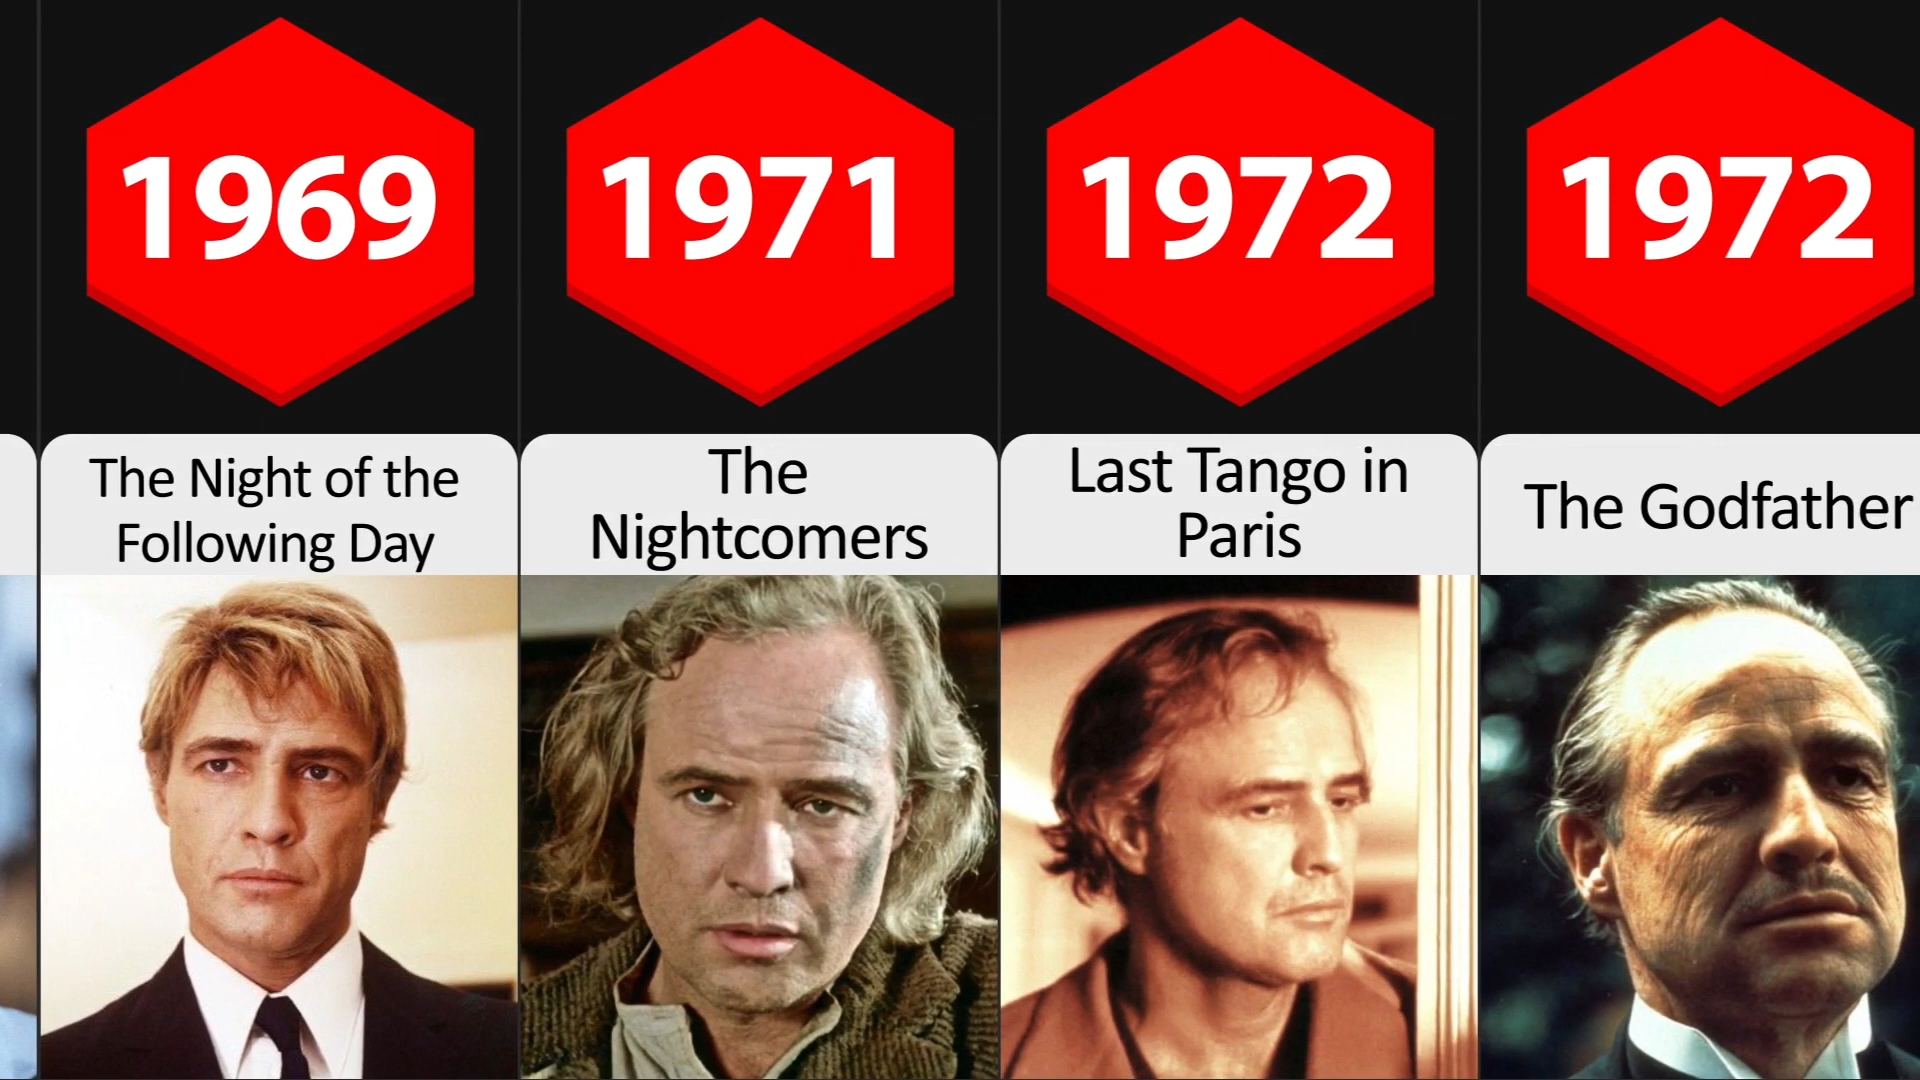 1969
1971
1972
1972
The Night of the
Following Day
The
Nightcomers
Last Tango in
Paris
The Godfather